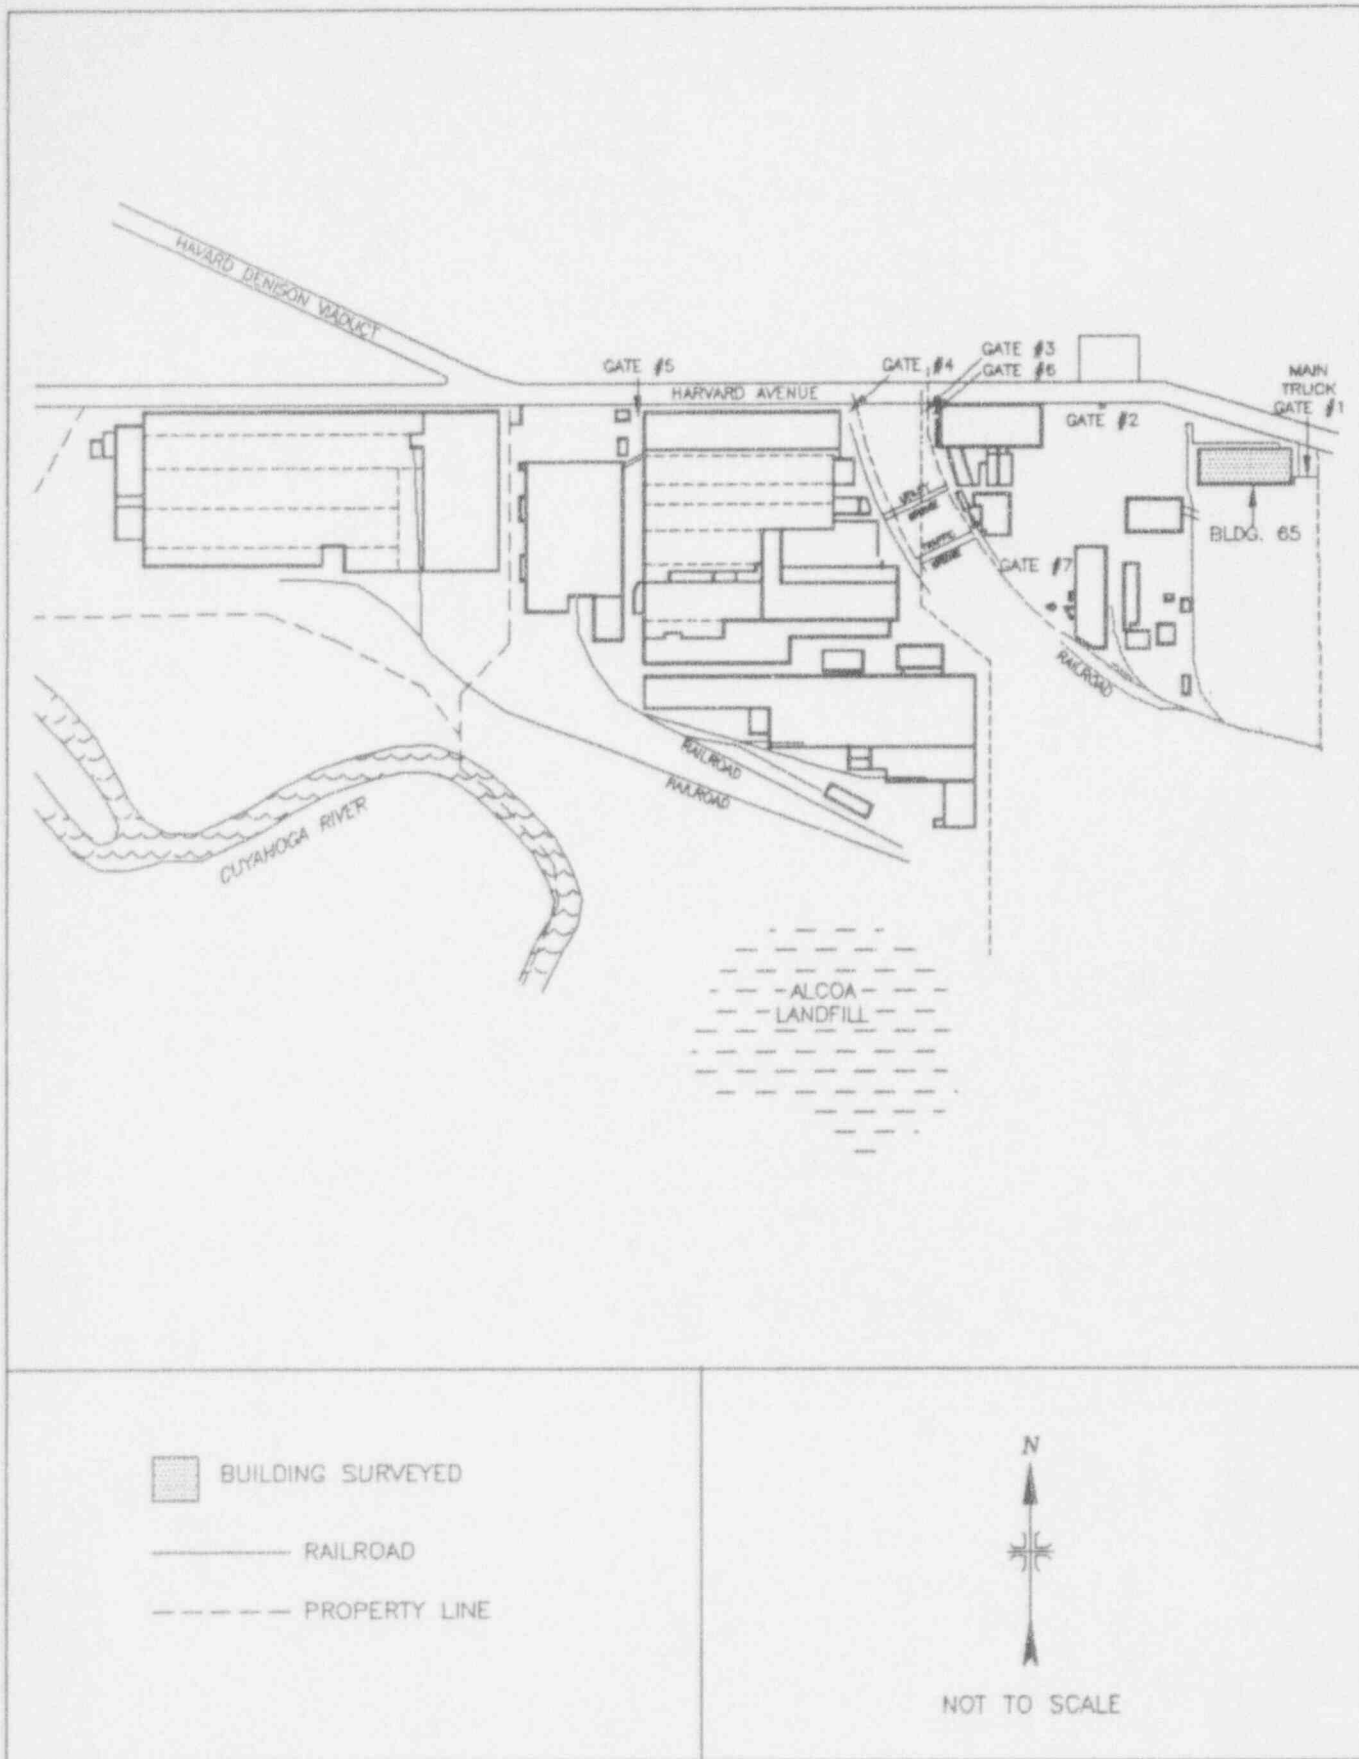 HAVARD DENISON VIADUCT
GATE #5
HARVARD AVENUE
GATE #4
GATE #3
GATE #6
GATE #2
MAIN
TRUCK
GATE #1
BLDG. 65
BRIDGE
BRIDGE
GATE #7
RAILROAD
RAILROAD
RAILROAD
CUYAHOGA RIVER
ALCOA
LANDFILL
BUILDING SURVEYED
RAILROAD
PROPERTY LINE
N
NOT TO SCALE